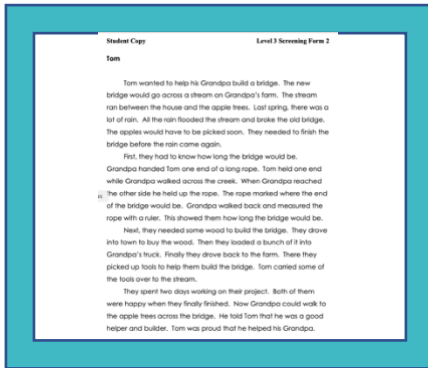 Student Copy Level 3 Screening Form 2
Tom
Tom wanted to help his Grandpa build a bridge. The new
bridge would go across a stream on Grandpa's farm. The stream
ran between the house and the apple trees. Last spring, there was a
lot of rain. All the rain flooded the stream and broke the old bridge.
The apples would have to be picked soon. They needed to finish the
bridge before the rain came again.
First, they had to know how long the bridge would be.
Grandpa handed Tom one end of a long rope. Tom held one end
while Grandpa walked across the creek. When Grandpa reached
the other side he held up the rope. The rope marked where the end
of the bridge would be. Grandpa walked back and measured the
rope with a ruler. This showed them how long the bridge would be.
Next, they needed some wood to build the bridge. They drove
into town to buy the wood. Then they loaded a bunch of it into
Grandpa's truck. Finally they drove back to the farm. There they
picked up tools to help them build the bridge. Tom carried some of
the tools over to the stream.
They spent two days working on their project. Both of them
were happy when they finally finished. Now Grandpa could walk to
the apple trees across the bridge. He told Tom that he was a good
helper and builder. Tom was proud that he helped his Grandpa.